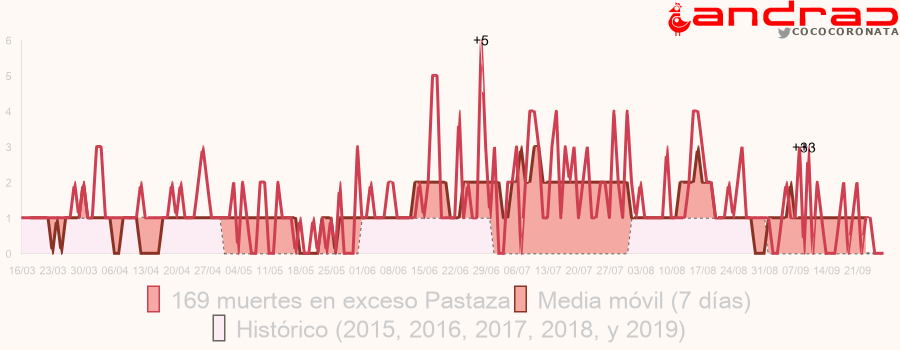 andrac
COCOCORONATA
+5
6
5
4
3
2
1
0
16/03 23/03 30/03 06/04 13/04 20/04 27/04 04/05 11/05 18/05 25/05 01/06 08/06 15/06 22/06 29/06 06/07 13/07 20/07 27/07 03/08 10/08 17/08 24/08 31/08 07/09 14/09 21/09
169 muertes en exceso Pastaza Media móvil (7 días)
Histórico (2015, 2016, 2017, 2018, y 2019)